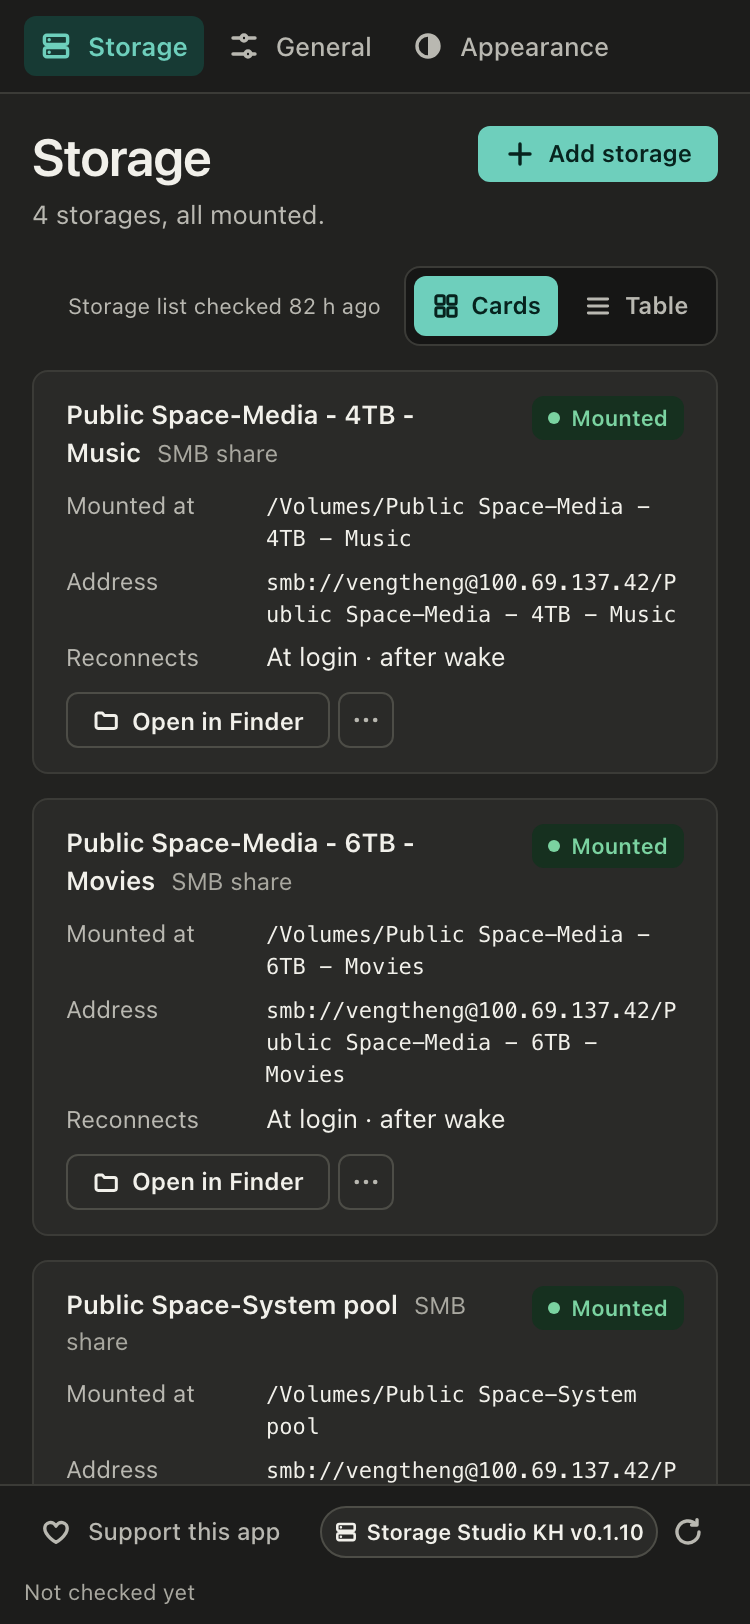 Storage
General
Appearance
Storage
Add storage
4 storages, all mounted.
Storage list checked 82 h ago
Cards
Table
Public Space-Media - 4TB -
Music SMB share
Mounted
Mounted at
/Volumes/Public Space-Media -
4TB - Music
Address
smb://vengtheng@100.69.137.42/P
ublic Space-Media - 4TB - Music
Reconnects
At login · after wake
Open in Finder
···
Public Space-Media - 6TB -
Movies SMB share
Mounted
Mounted at
/Volumes/Public Space-Media -
6TB - Movies
Address
smb://vengtheng@100.69.137.42/P
ublic Space-Media - 6TB -
Movies
Reconnects
At login · after wake
Open in Finder
···
Public Space-System pool SMB
share
Mounted
Mounted at
/Volumes/Public Space-System
pool
Address
smb://vengtheng@100.69.137.42/P
Support this app
Storage Studio KH v0.1.10
Not checked yet